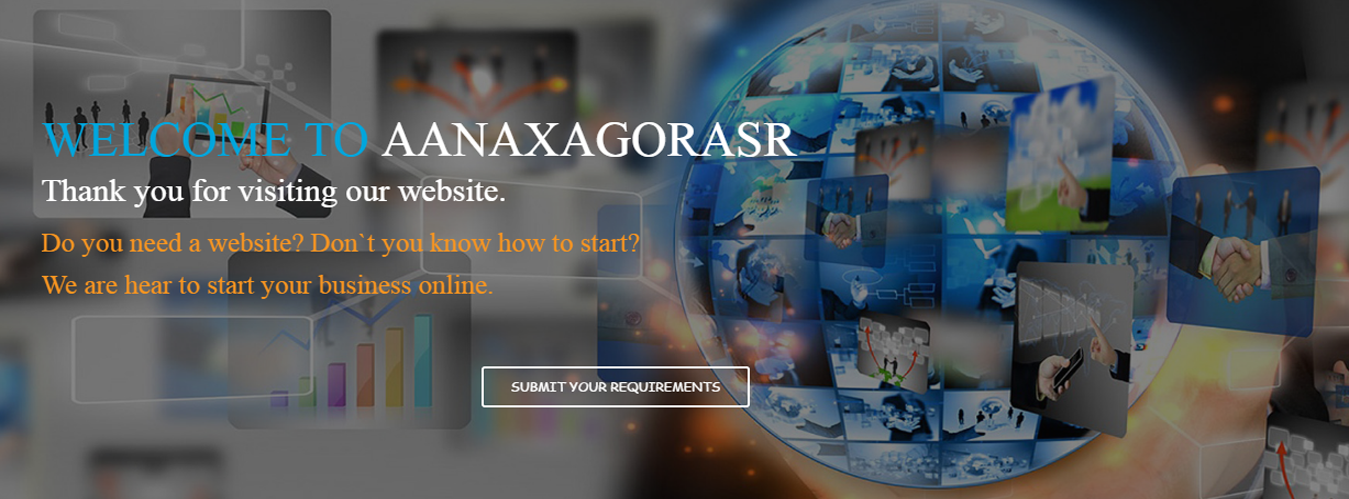 WELCOME TO AANAXAGORASR
Thank you for visiting our website.
Do you need a website? Don`t you know how to start?
We are hear to start your business online.
SUBMIT YOUR REQUIREMENTS